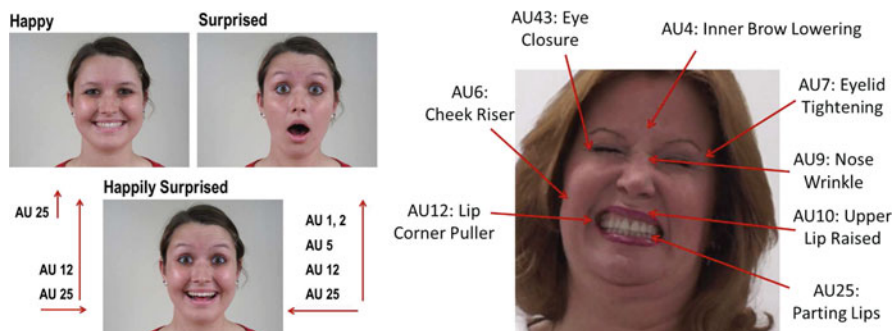 Happy
Surprised
Happily Surprised
AU 25
AU 12
AU 25
AU 1, 2
AU 5
AU 12
AU 25
AU43: Eye
Closure
AU4: Inner Brow Lowering
AU6:
Cheek Riser
AU7: Eyelid
Tightening
AU9: Nose
Wrinkle
AU12: Lip
Corner Puller
AU10: Upper
Lip Raised
AU25:
Parting Lips